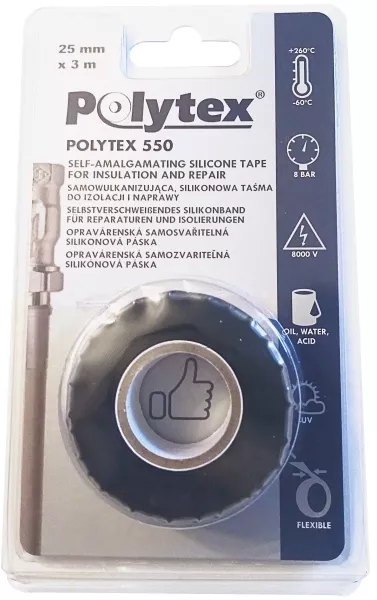 25 mm
x 3 m
Polytex®
POLYTEX 550
SELF-AMALGAMATING SILICONE TAPE
FOR INSULATION AND REPAIR
SAMOWULKANIZUJĄCA, SILIKONOWA TAŚMA
DO IZOLACJI I NAPRAWY
SELBSTVERSCHWEIßENDES SILIKONBAND
FÜR REPARATUREN UND ISOLIERUNGEN
OPRAVÁRENSKÁ SAMOSVAŘITELNÁ
SILIKONOVÁ PÁSKA
OPRAVÁRENSKÁ SAMOZVARITEĽNÁ
SILIKÓNOVÁ PÁSKA
+260°C
-60°C
8 BAR
8000 V
OIL, WATER,
ACID
UV
FLEXIBLE